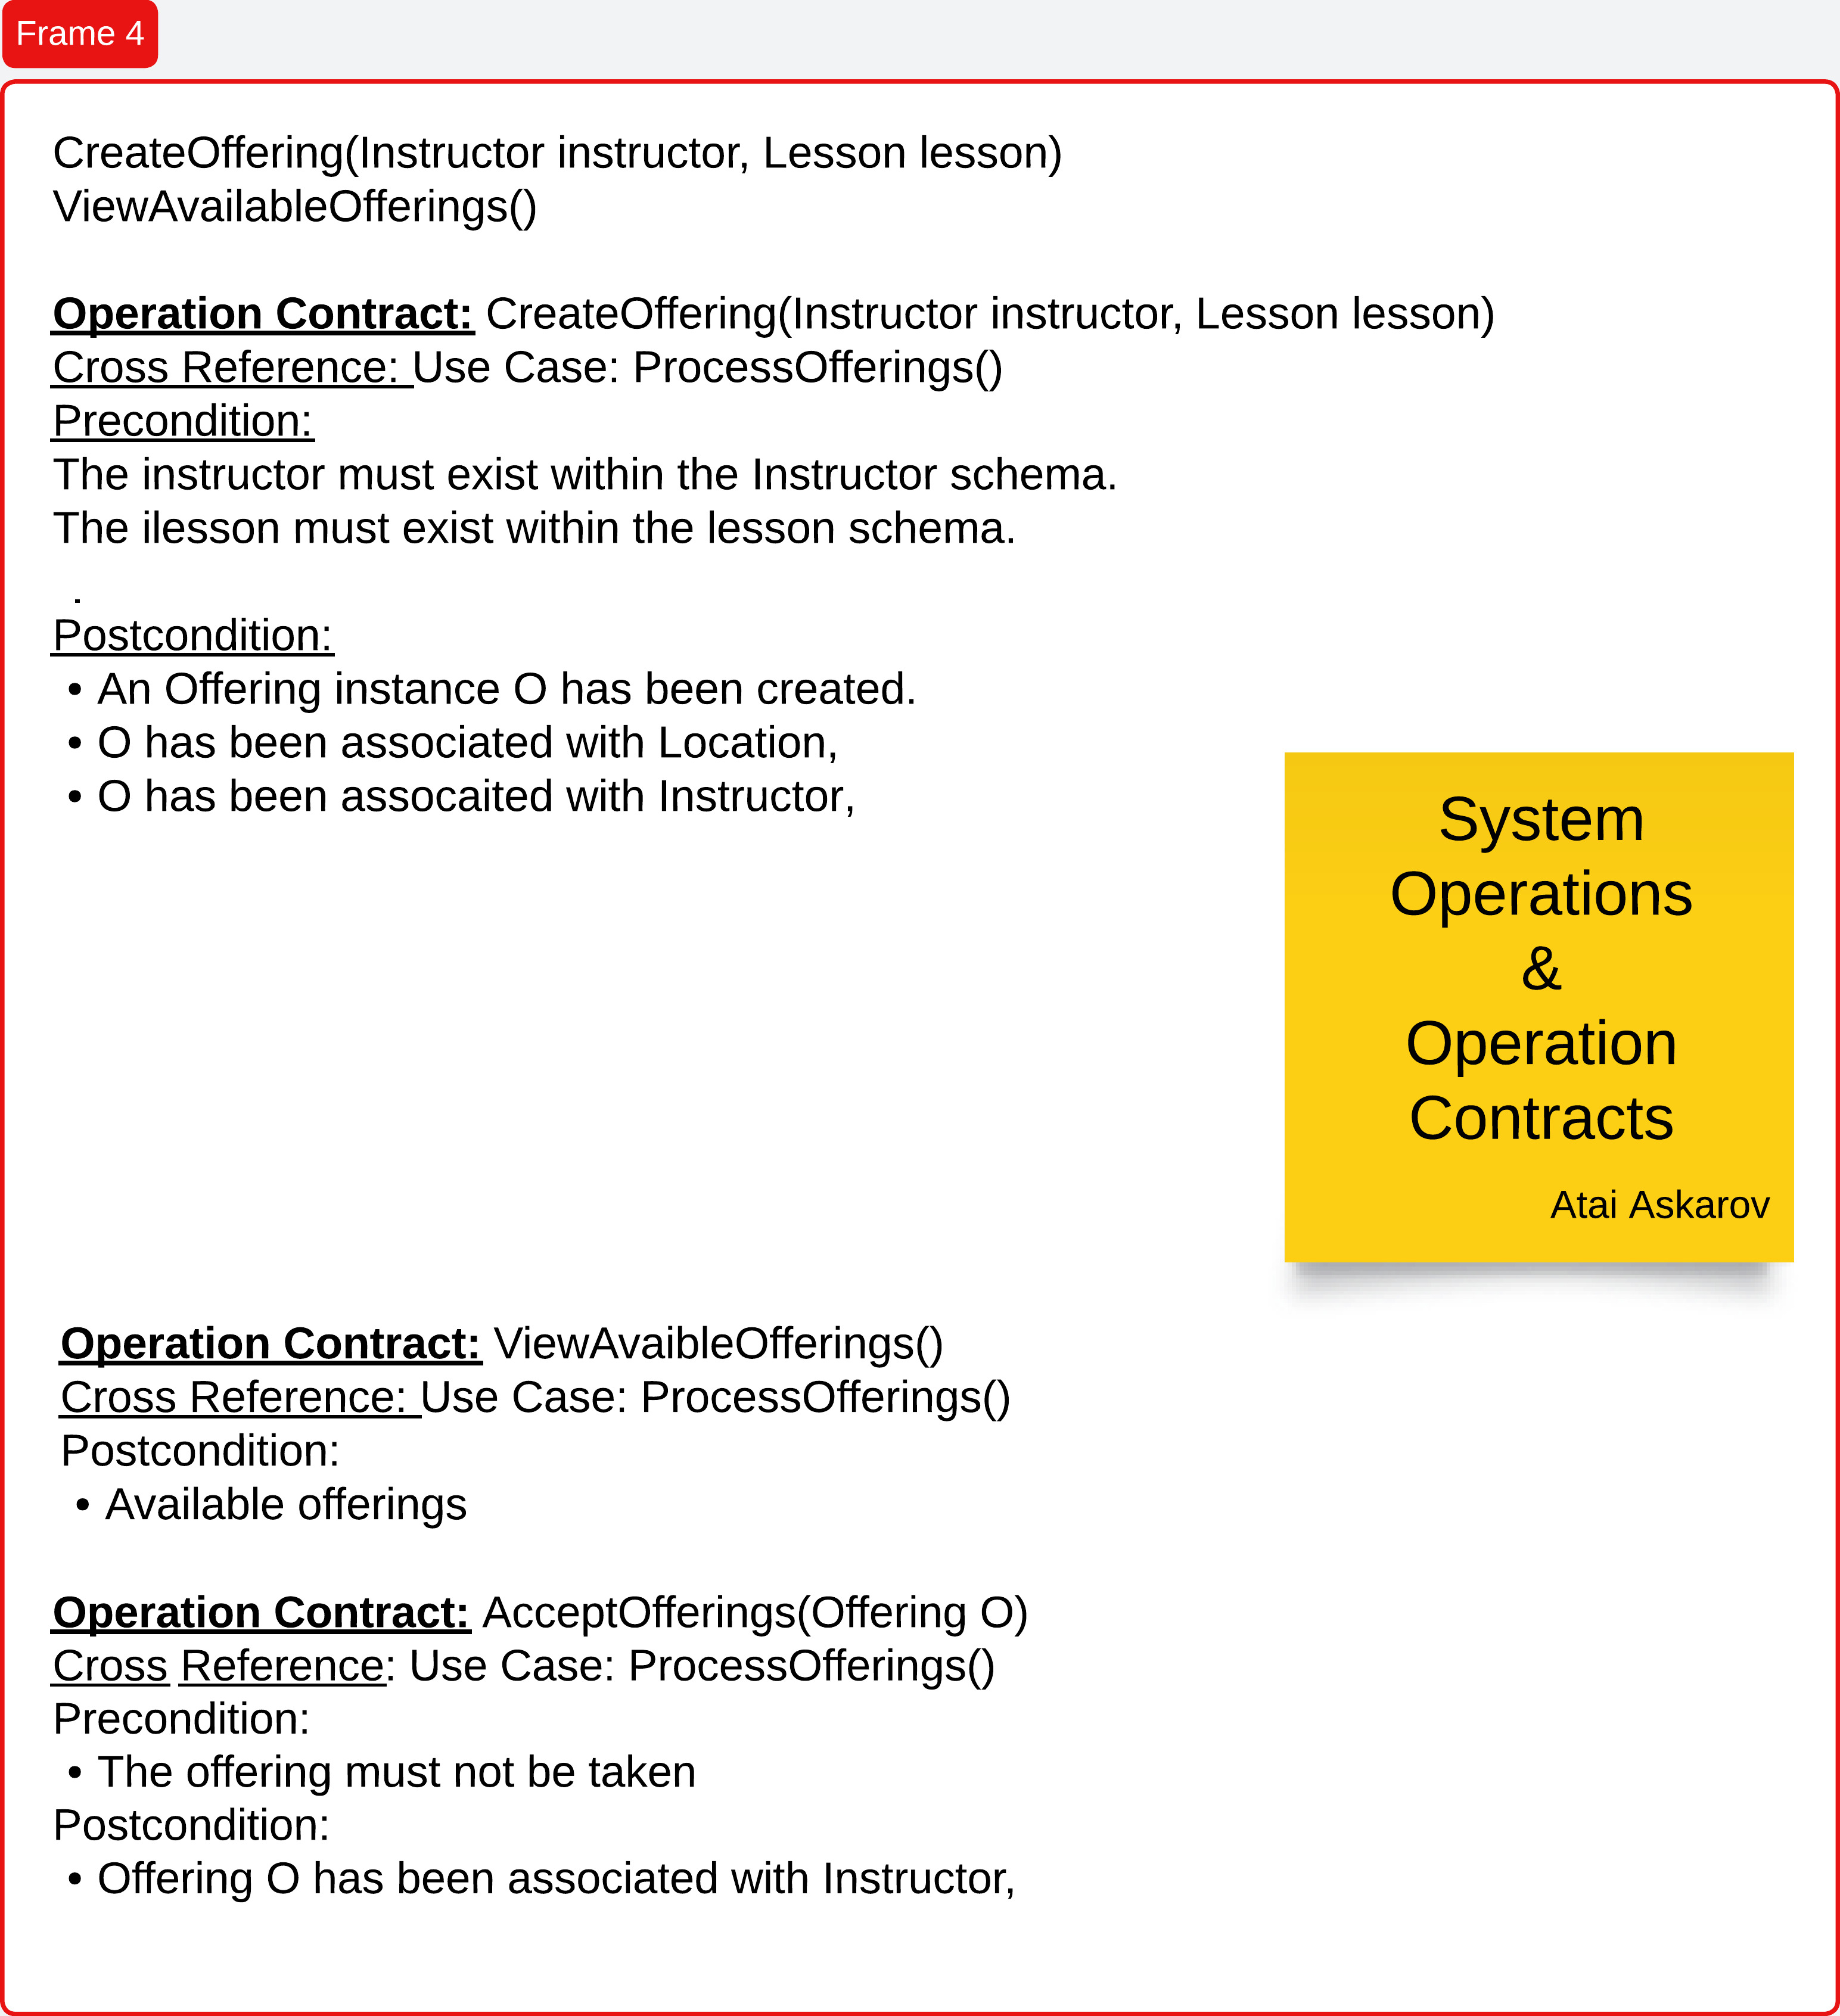 Frame 4
CreateOffering(Instructor instructor, Lesson lesson)
ViewAvailableOfferings()
Operation Contract: CreateOffering(Instructor instructor, Lesson lesson)
Cross Reference: Use Case: ProcessOfferings()
Precondition:
The instructor must exist within the Instructor schema.
The ilesson must exist within the lesson schema.
.
Postcondition:
• An Offering instance O has been created.
• O has been associated with Location,
• O has been assocaited with Instructor,
System
Operations
&
Operation
Contracts
Atai Askarov
Operation Contract: ViewAvaibleOfferings()
Cross Reference: Use Case: ProcessOfferings()
Postcondition:
• Available offerings
Operation Contract: AcceptOfferings(Offering O)
Cross Reference: Use Case: ProcessOfferings()
Precondition:
• The offering must not be taken
Postcondition:
• Offering O has been associated with Instructor,